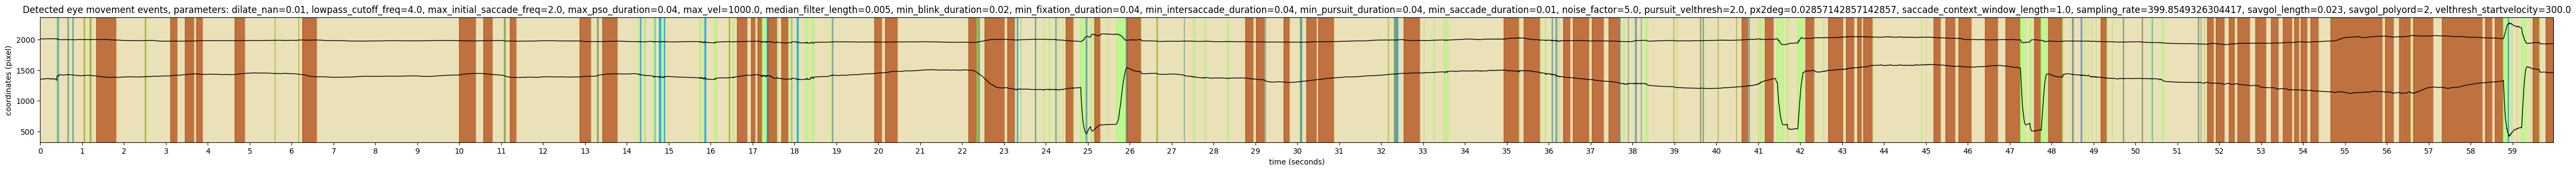 Detected eye movement events, parameters: dilate_nan=0.01, lowpass_cutoff_freq=4.0, max_initial_saccade_freq=2.0, max_pso_duration=0.04, max_vel=1000.0, median_filter_length=0.005, min_blink_duration=0.02, min_fixation_duration=0.04, min_intersaccade_duration=0.04, min_pursuit_duration=0.04, min_saccade_duration=0.01, noise_factor=5.0, pursuit_velthresh=2.0, px2deg=0.02857142857142857, saccade_context_window_length=1.0, sampling_rate=399.8549326304417, savgol_length=0.023, savgol_polyord=2, velthresh_startvelocity=300.0
coordinates (pixel)
2000
1500
1000
500
0 1 2 3 4 5 6 7 8 9 10 11 12 13 14 15 16 17 18 19 20 21 22 23 24 25 26 27 28 29 30 31 32 33 34 35 36 37 38 39 40 41 42 43 44 45 46 47 48 49 50 51 52 53 54 55 56 57 58 59
time (seconds)